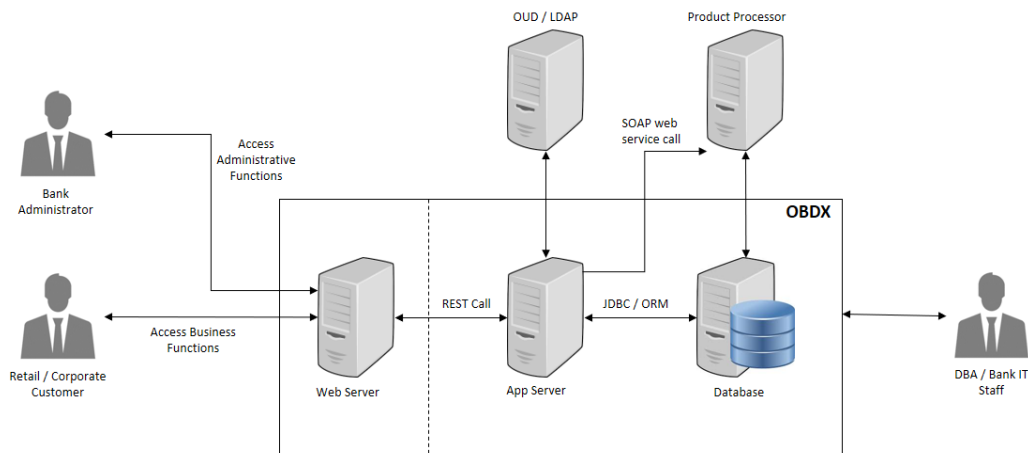 OUD / LDAP
Product Processor
SOAP web
service call
Access
Administrative
Functions
Bank
Administrator
OBDX
REST Call
JDBC / ORM
Access Business
Functions
Retail / Corporate
Customer
Web Server
App Server
Database
DBA / Bank IT
Staff